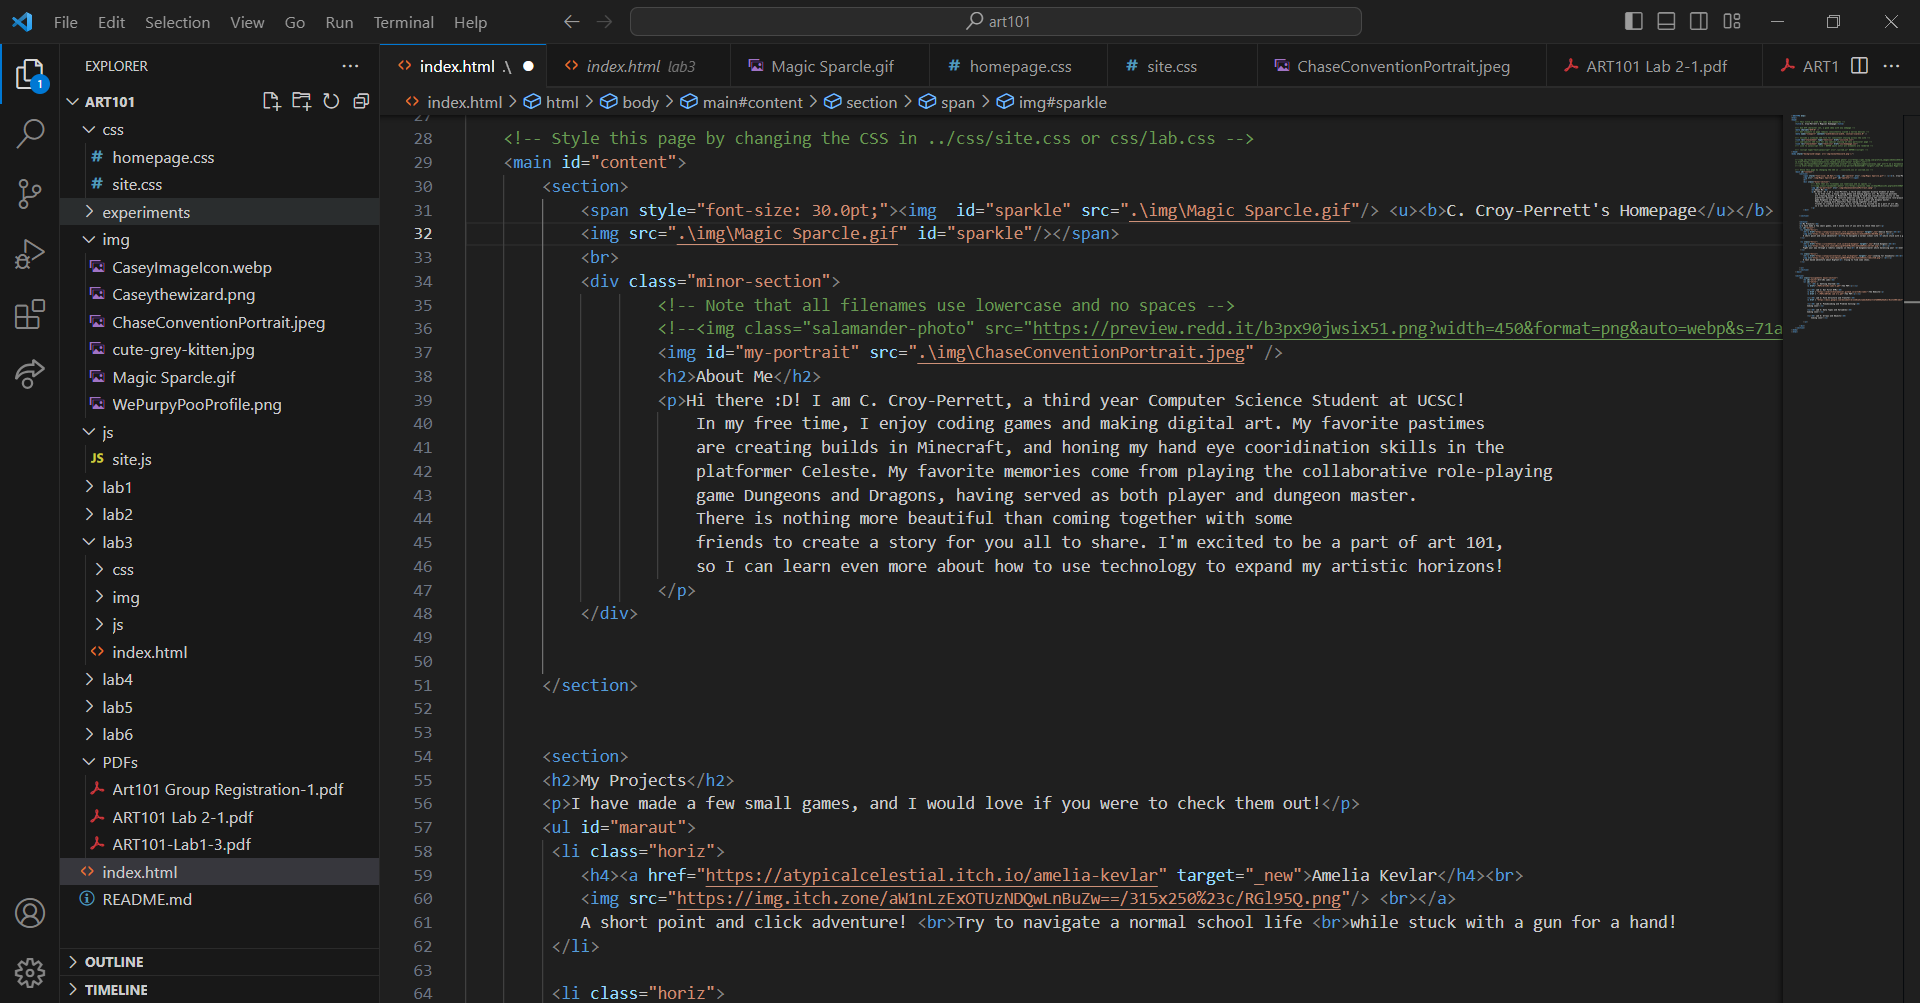 File Edit Selection View Go Run Terminal Help
art101
EXPLORER
ART101
css
homepage.css
site.css
experiments
img
CaseyImageIcon.webp
Caseythewizard.png
ChaseConventionPortrait.jpeg
cute-grey-kitten.jpg
Magic Sparcle.gif
WePurpyPooProfile.png
js
JS site.js
lab1
lab2
lab3
css
img
js
index.html
lab4
lab5
lab6
PDFs
Art101 Group Registration-1.pdf
ART101 Lab 2-1.pdf
ART101-Lab1-3.pdf
index.html
README.md
OUTLINE
TIMELINE
1
index.html .\ index.html lab3 Magic Sparcle.gif # homepage.css # site.css ChaseConventionPortrait.jpeg ART101 Lab 2-1.pdf ART1
index.html > html > body > main#content > section > span > img#sparkle
27
28 <!-- Style this page by changing the CSS in ../css/site.css or css/lab.css -->
29 <main id="content">
30 <section>
31 <span style="font-size: 30.0pt;"><img  id="sparkle" src=".\img\Magic Sparcle.gif"/> <u><b>C. Croy-Perrett's Homepage</u></b>
32 <img src=".\img\Magic Sparcle.gif" id="sparkle"/></span>
33 <br>
34 <div class="minor-section">
35 <!-- Note that all filenames use lowercase and no spaces -->
36 <!--<img class="salamander-photo" src="https://preview.redd.it/b3px90jwsix51.png?width=450&format=png&auto=webp&s=71a
37 <img id="my-portrait" src=".\img\ChaseConventionPortrait.jpeg" />
38 <h2>About Me</h2>
39 <p>Hi there :D! I am C. Croy-Perrett, a third year Computer Science Student at UCSC!
40 In my free time, I enjoy coding games and making digital art. My favorite pastimes
41 are creating builds in Minecraft, and honing my hand eye cooridination skills in the
42 platformer Celeste. My favorite memories come from playing the collaborative role-playing
43 game Dungeons and Dragons, having served as both player and dungeon master.
44 There is nothing more beautiful than coming together with some
45 friends to create a story for you all to share. I'm excited to be a part of art 101,
46 so I can learn even more about how to use technology to expand my artistic horizons!
47 </p>
48 </div>
49
50
51 </section>
52
53
54 <section>
55 <h2>My Projects</h2>
56 <p>I have made a few small games, and I would love if you were to check them out!</p>
57 <ul id="maraut">
58 <li class="horiz">
59 <h4><a href="https://atypicalcelestial.itch.io/amelia-kevlar" target="_new">Amelia Kevlar</h4><br>
60 <img src="https://img.itch.zone/aW1nLzExOTUzNDQwLnBuZw==/315x250%23c/RGl95Q.png"/> <br></a>
61 A short point and click adventure! <br>Try to navigate a normal school life <br>while stuck with a gun for a hand!
62 </li>
63
64 <li class="horiz">